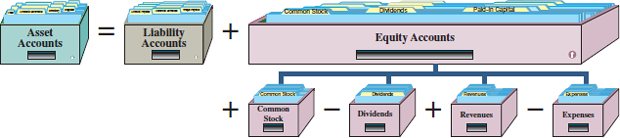 Common Stock Dividends Paid-In Capital
Asset Accounts = Liability Accounts + Equity Accounts
Common Stock Dividends Revenues Expenses
+ Common Stock − Dividends + Revenues − Expenses